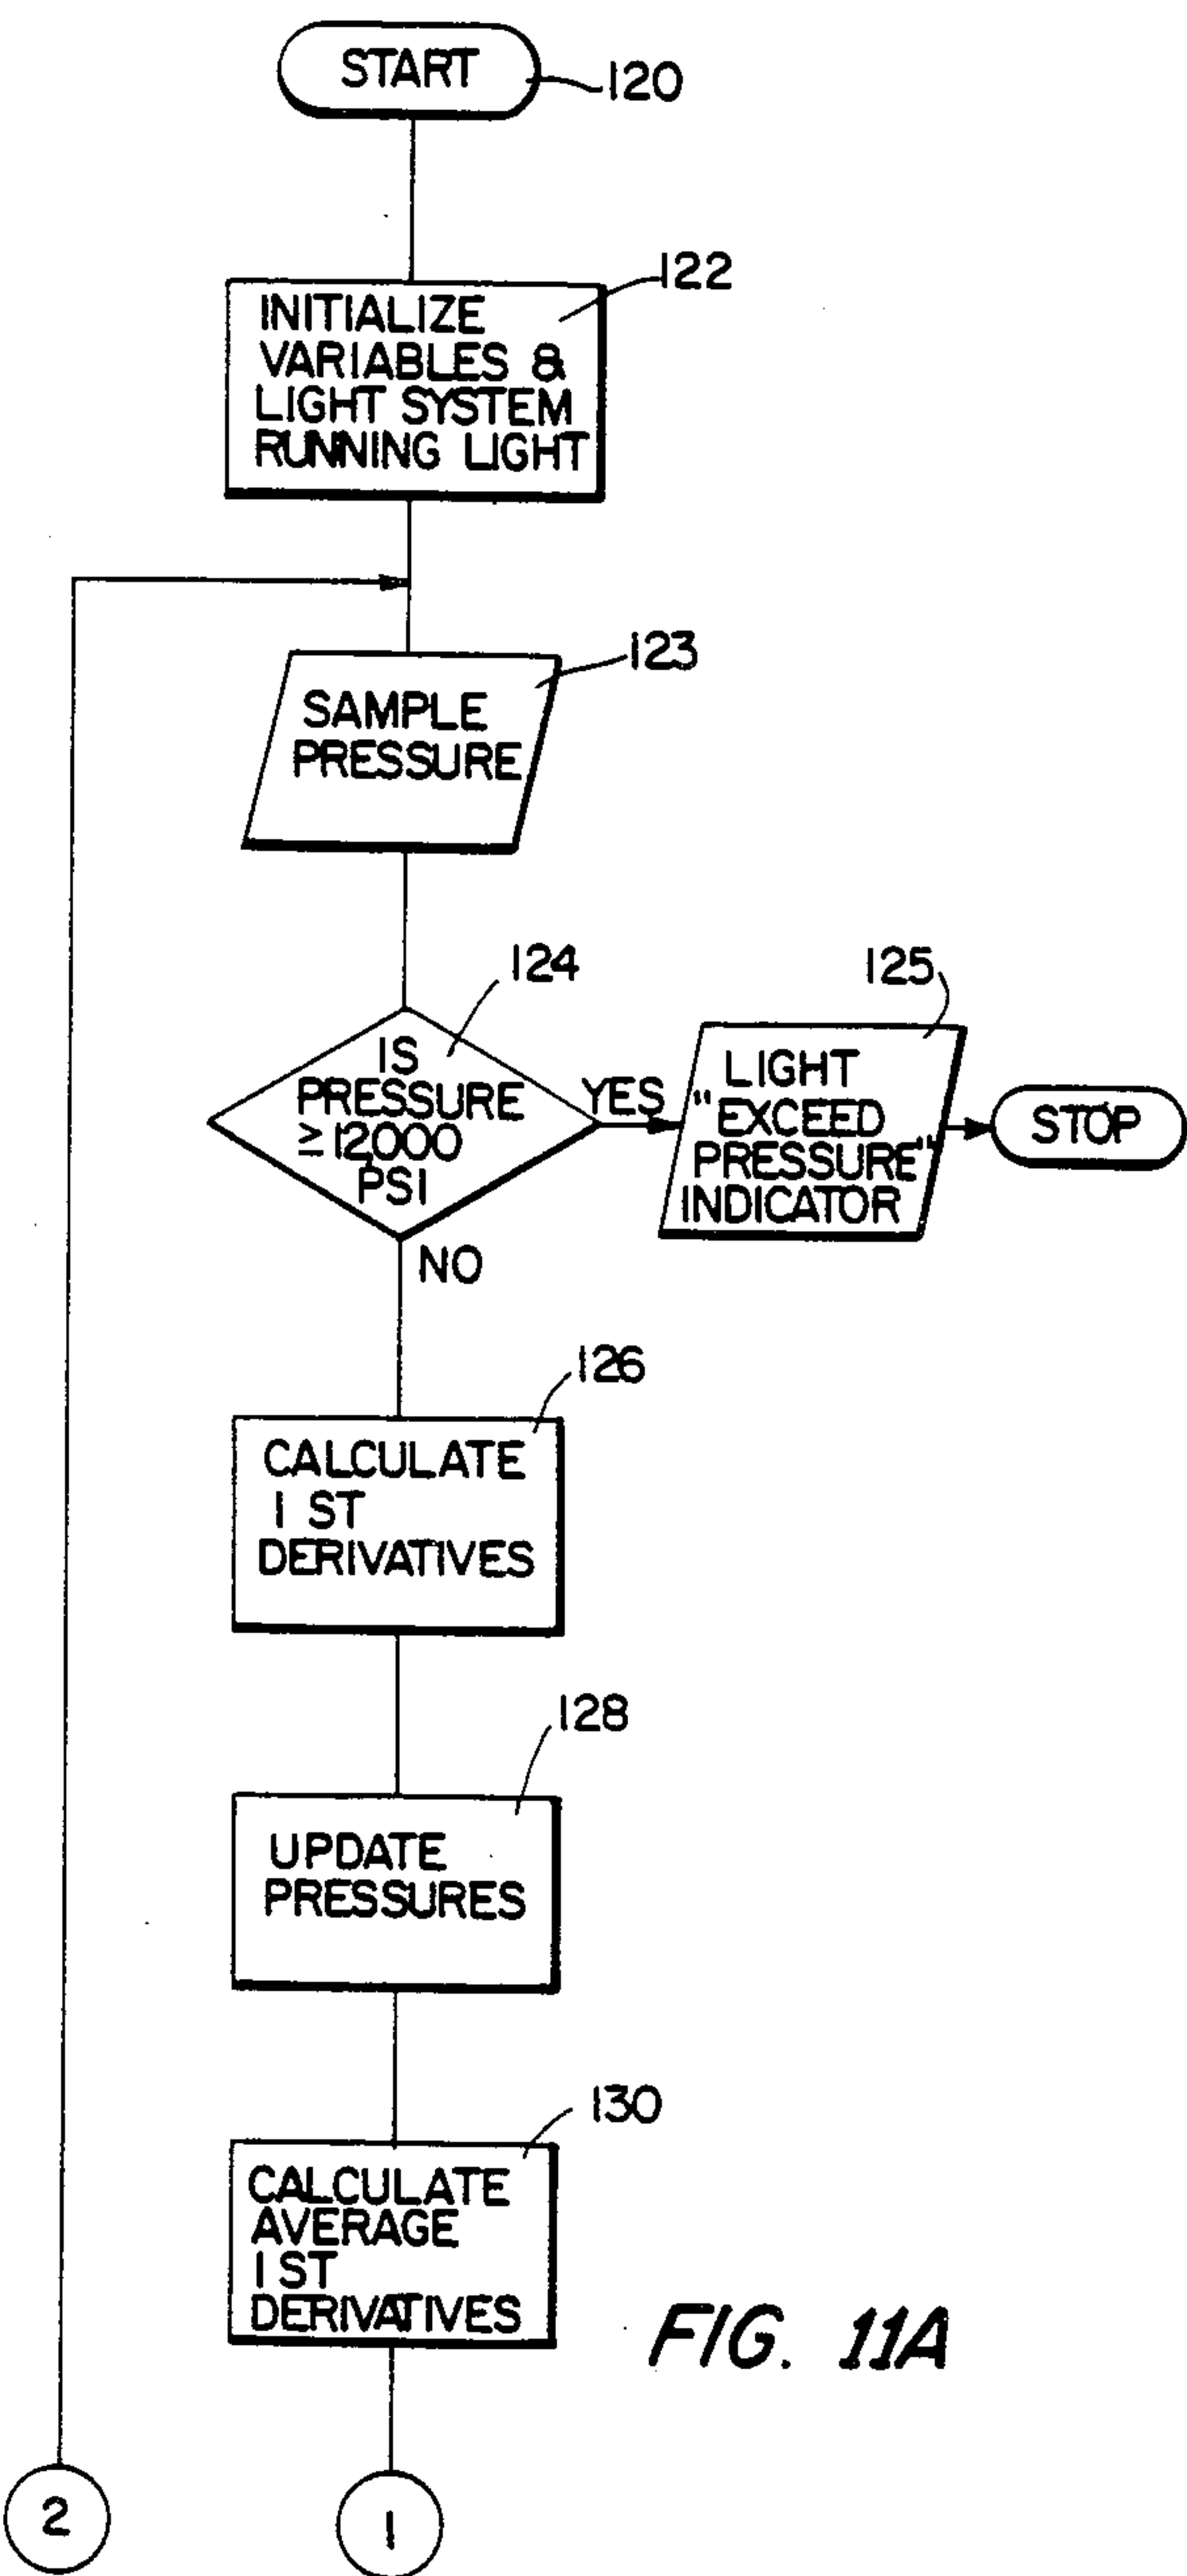 START
120
122
INITIALIZE
VARIABLES &
LIGHT SYSTEM
RUNNING LIGHT
123
SAMPLE
PRESSURE
124
IS
PRESSURE
≥12000
PSI
YES
NO
125
LIGHT
"EXCEED
PRESSURE"
INDICATOR
STOP
126
CALCULATE
1 ST
DERIVATIVES
128
UPDATE
PRESSURES
130
CALCULATE
AVERAGE
1 ST
DERIVATIVES
FIG. 11A
2
1